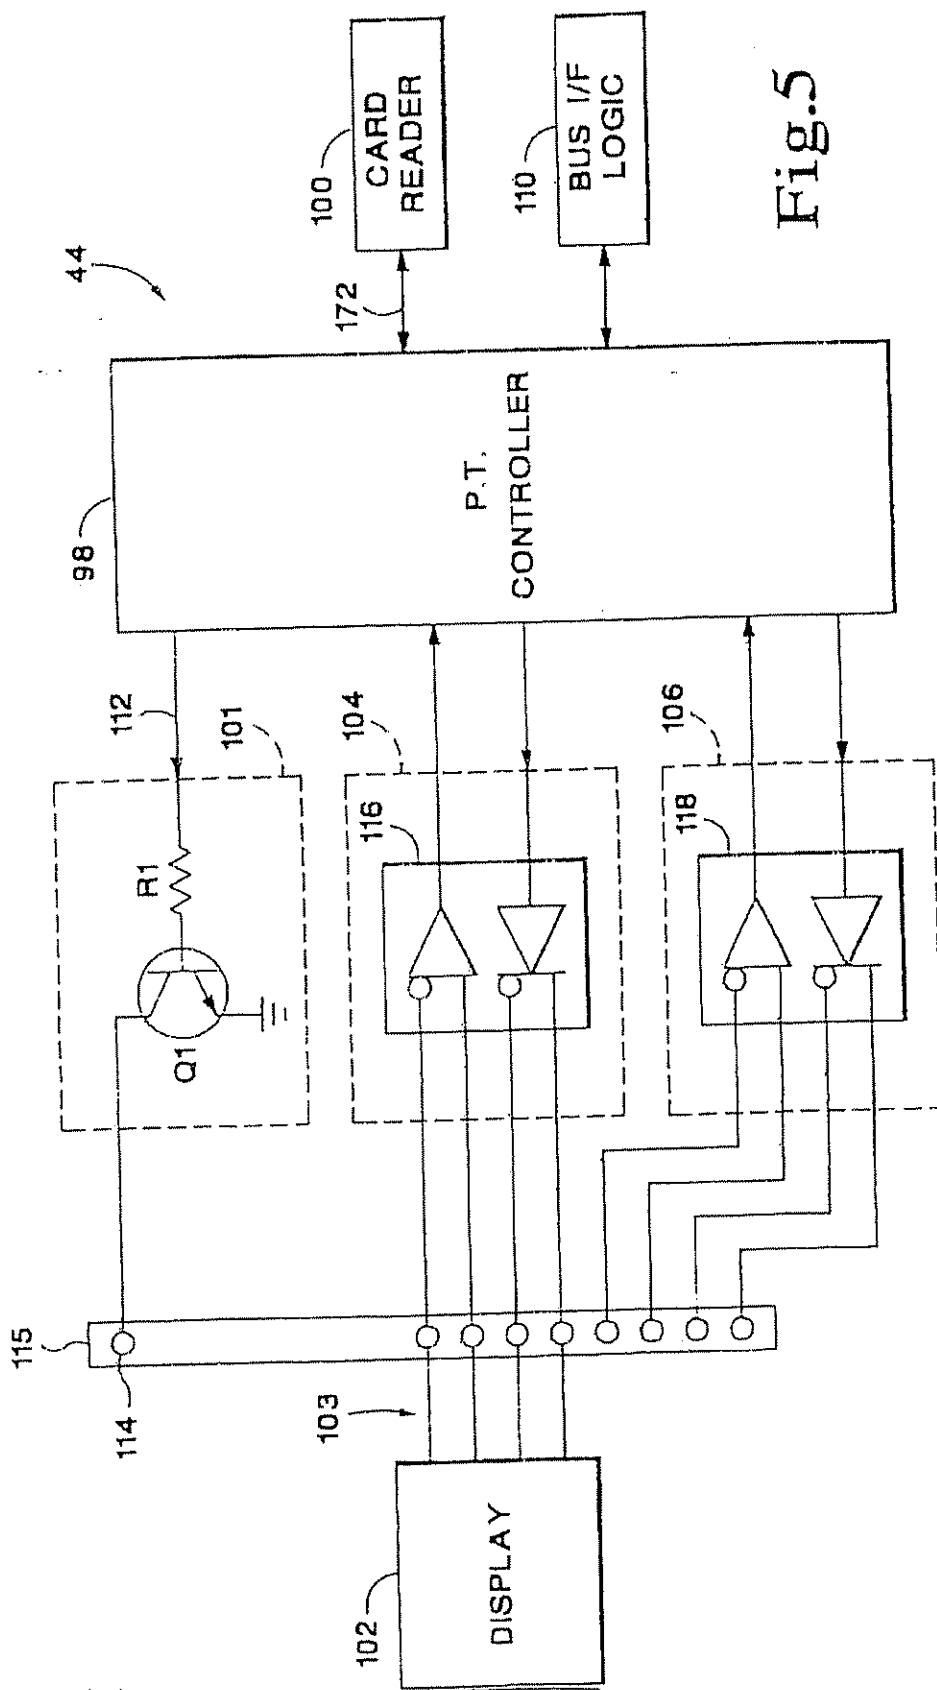 44
98
100
CARD
READER
172
110
BUS I/F
LOGIC
P.T.
CONTROLLER
112
101
R1
Q1
104
116
106
118
115
114
103
102
DISPLAY
Fig.5